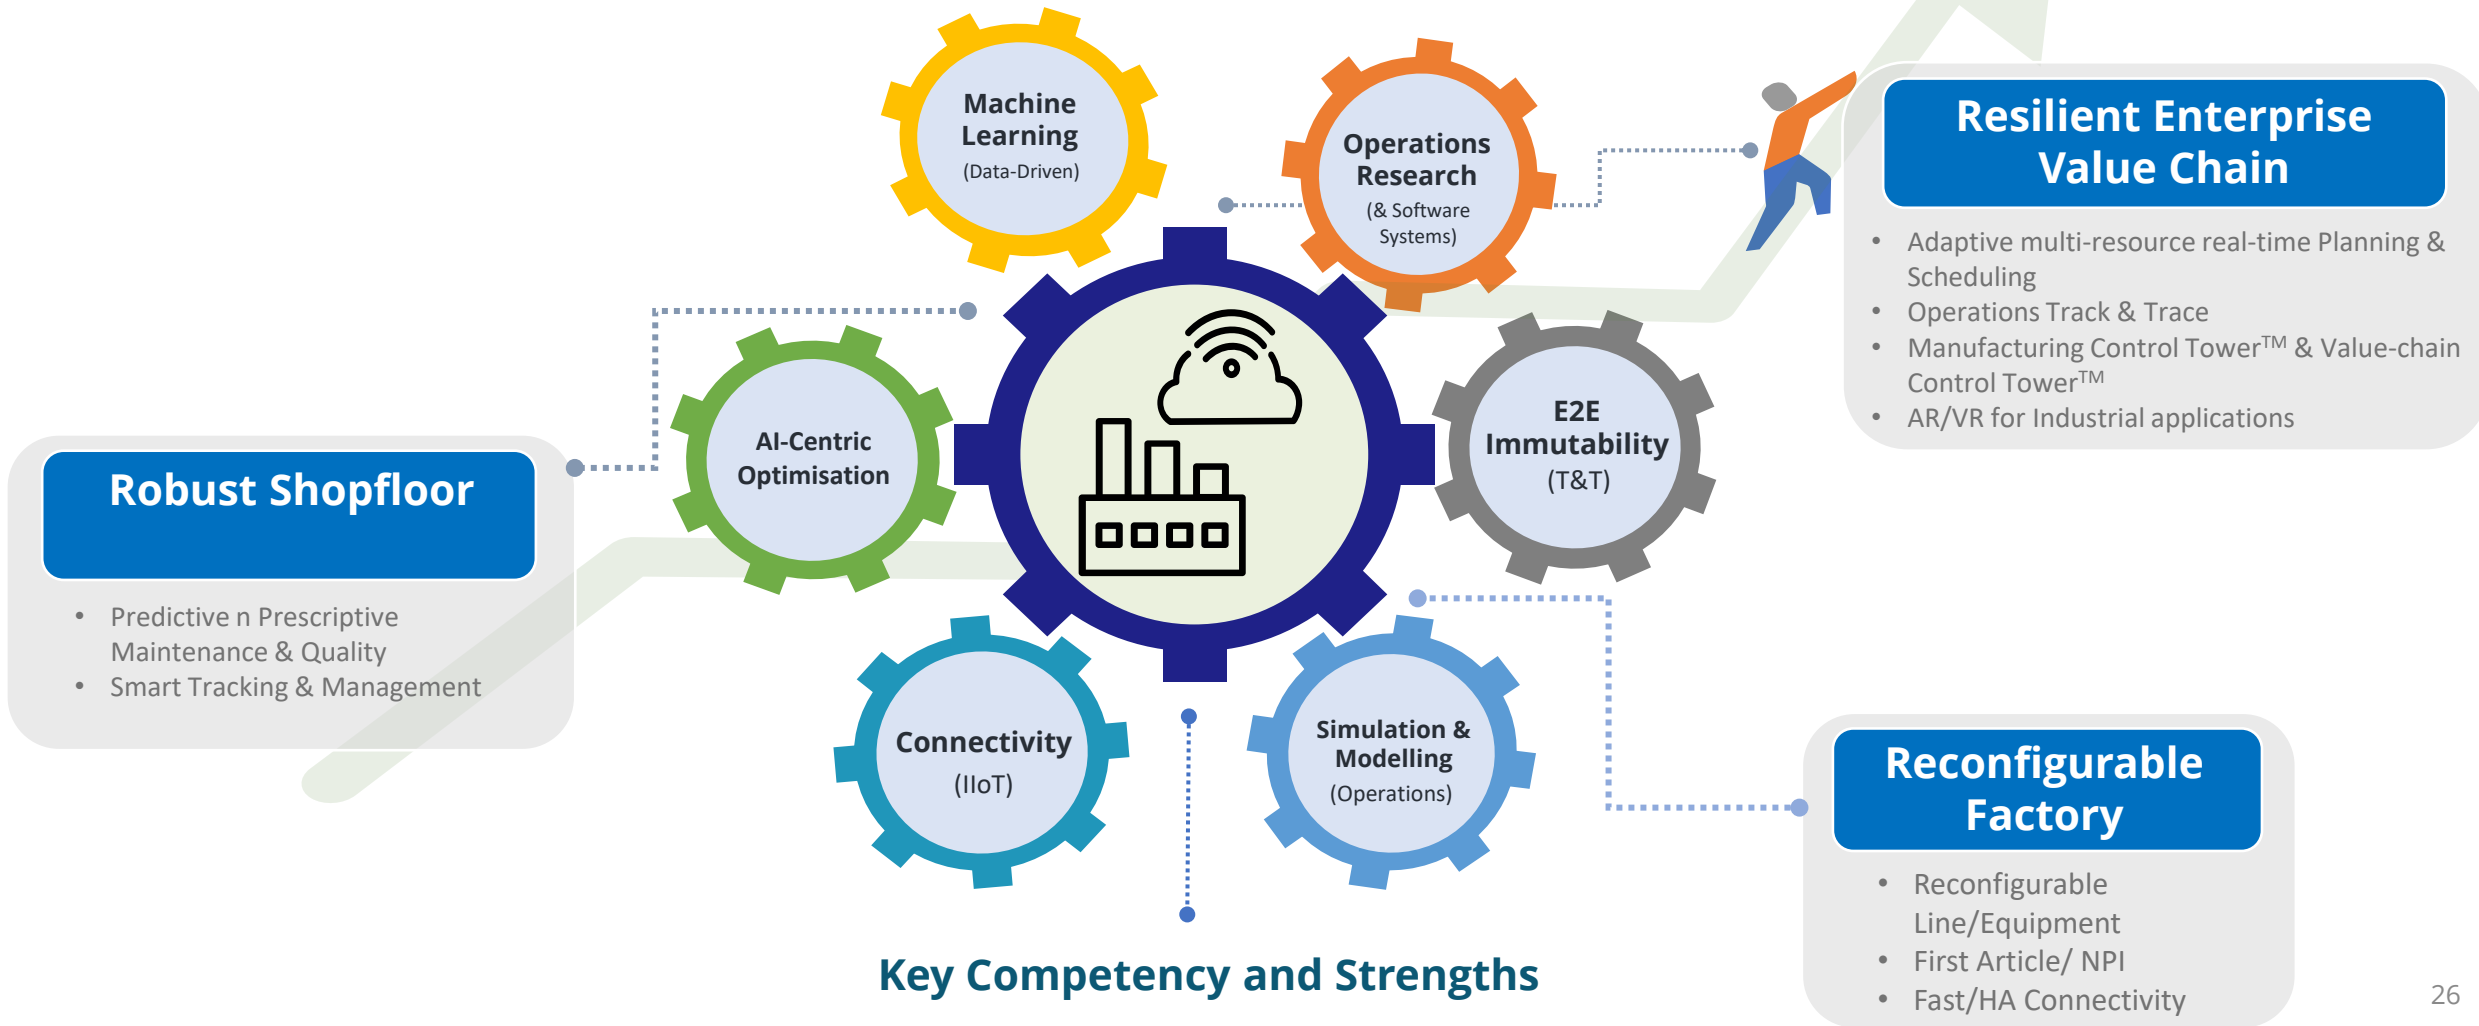 Machine
Learning
(Data-Driven)
Operations
Research
(& Software
Systems)
Resilient Enterprise
Value Chain
• Adaptive multi-resource real-time Planning &
Scheduling
• Operations Track & Trace
• Manufacturing Control Tower™ & Value-chain
Control Tower™
• AR/VR for Industrial applications
AI-Centric
Optimisation
E2E
Immutability
(T&T)
Robust Shopfloor
• Predictive n Prescriptive
Maintenance & Quality
• Smart Tracking & Management
Connectivity
(IIoT)
Simulation &
Modelling
(Operations)
Reconfigurable
Factory
• Reconfigurable
Line/Equipment
• First Article/ NPI
• Fast/HA Connectivity
Key Competency and Strengths
26